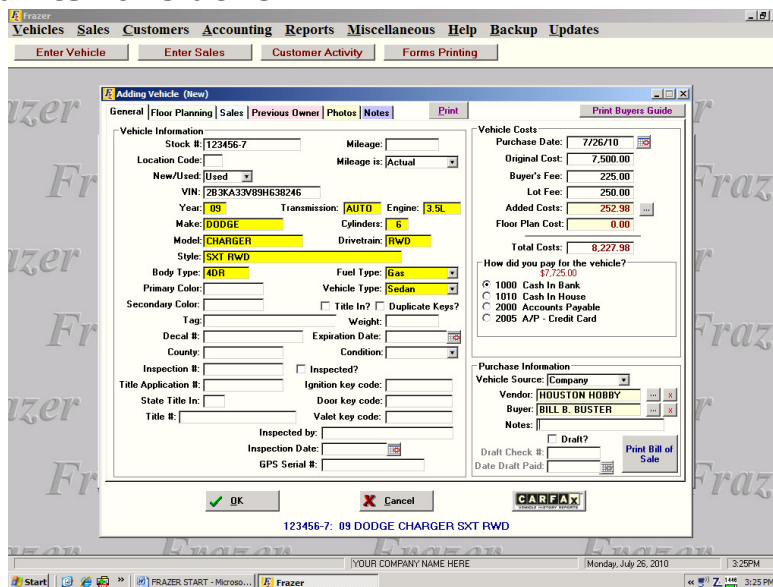 Frazer
Vehicles Sales Customers Accounting Reports Miscellaneous Help Backup Updates
Enter Vehicle Enter Sales Customer Activity Forms Printing
Adding Vehicle (New)
General Floor Planning Sales Previous Owner Photos Notes Print Print Buyers Guide
Vehicle Information
Stock #: 123456-7 Mileage:
Location Code: Mileage is: Actual
New/Used: Used
VIN: 2B3KA33V89H638246
Year: 09 Transmission: AUTO Engine: 3.5L
Make: DODGE Cylinders: 6
Model: CHARGER Drivetrain: RWD
Style: SXT RWD
Body Type: 4DR Fuel Type: Gas
Primary Color: Vehicle Type: Sedan
Secondary Color: Title In? Duplicate Keys?
Tag: Weight:
Decal #: Expiration Date:
County: Condition:
Inspection #: Inspected?
Title Application #: Ignition key code:
State Title In: Door key code:
Title #: Valet key code:
Inspected by:
Inspection Date:
GPS Serial #:
Vehicle Costs
Purchase Date: 7/26/10
Original Cost: 7,500.00
Buyer's Fee: 225.00
Lot Fee: 250.00
Added Costs: 252.98 ...
Floor Plan Cost: 0.00
Total Costs: 8,227.98
How did you pay for the vehicle?
$7,725.00
1000 Cash In Bank
1010 Cash In House
2000 Accounts Payable
2005 A/P - Credit Card
Purchase Information
Vehicle Source: Company
Vendor: HOUSTON HOBBY ... x
Buyer: BILL B. BUSTER ... x
Notes:
Draft?
Draft Check #:
Date Draft Paid:
Print Bill of
Sale
OK Cancel CARFAX
VEHICLE HISTORY REPORTS
123456-7: 09 DODGE CHARGER SXT RWD
YOUR COMPANY NAME HERE Monday, July 26, 2010 3:25PM
Start FRAZER START - Microso... Frazer 3:25 PM